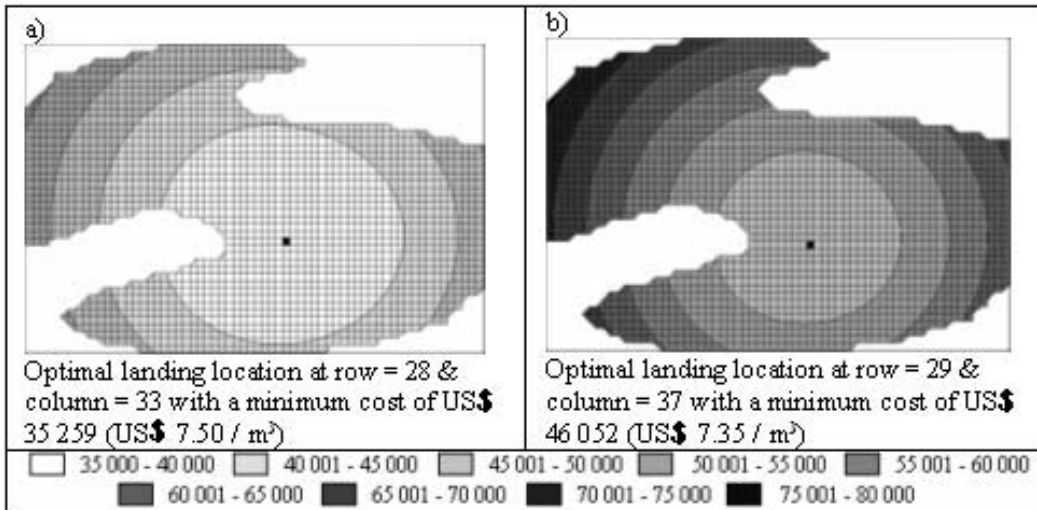 a)
Optimal landing location at row = 28 &
column = 33 with a minimum cost of US$
35 259 (US$ 7.50 / m³)
b)
Optimal landing location at row = 29 &
column = 37 with a minimum cost of US$
46 052 (US$ 7.35 / m³)
35 000 - 40 000 40 001 - 45 000 45 001 - 50 000 50 001 - 55 000 55 001 - 60 000
60 001 - 65 000 65 001 - 70 000 70 001 - 75 000 75 001 - 80 000